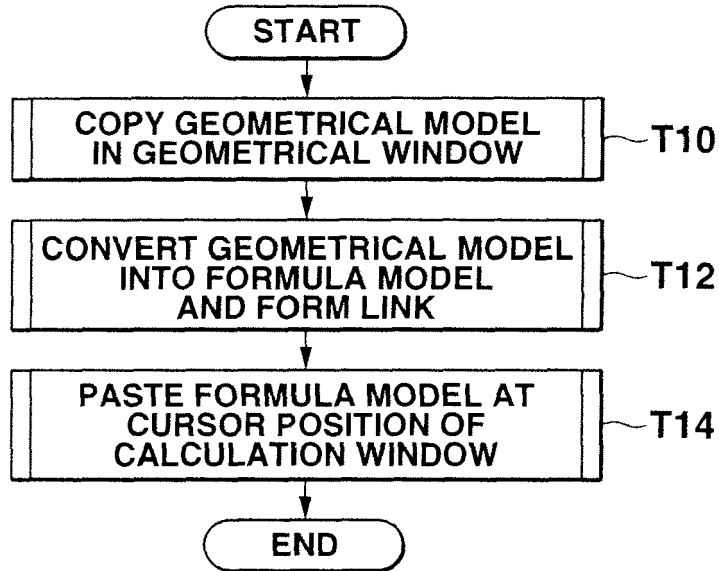 START
COPY GEOMETRICAL MODEL
IN GEOMETRICAL WINDOW
T10
CONVERT GEOMETRICAL MODEL
INTO FORMULA MODEL
AND FORM LINK
T12
PASTE FORMULA MODEL AT
CURSOR POSITION OF
CALCULATION WINDOW
T14
END